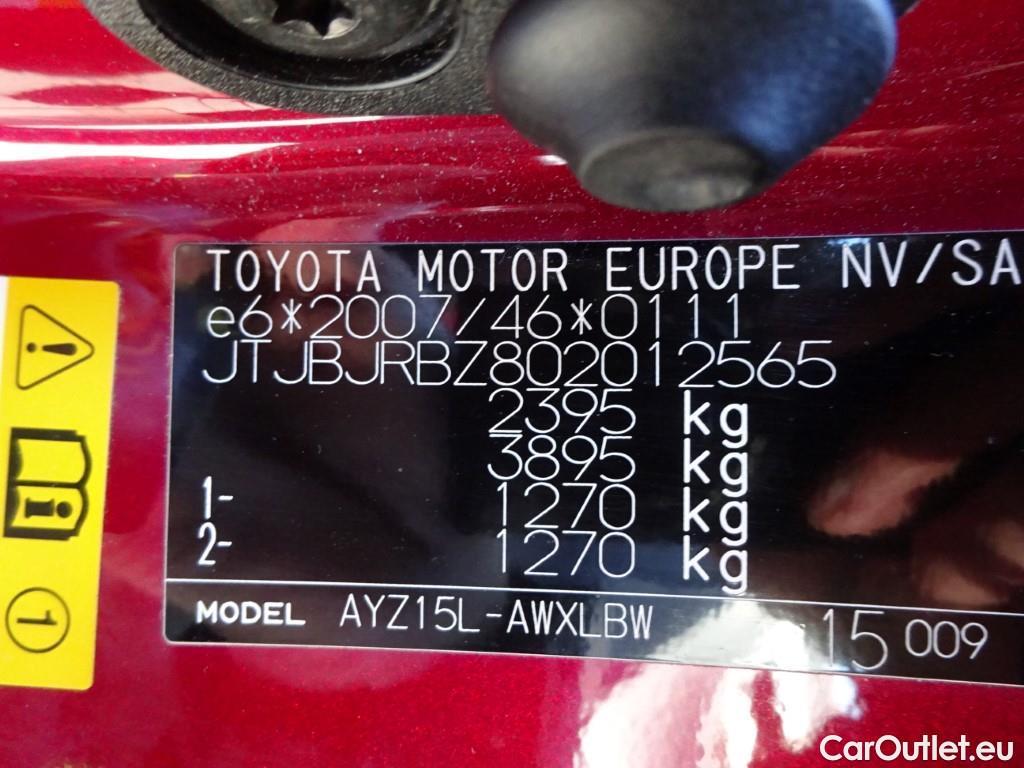 TOYOTA MOTOR EUROPE NV/SA
e6*2007/46*0111
JTJBJRBZ802012565
2395 kg
3895 kg
1- 1270 kg
2- 1270 kg
MODEL AYZ15L-AWXLBW 15 009
1
CarOutlet.eu